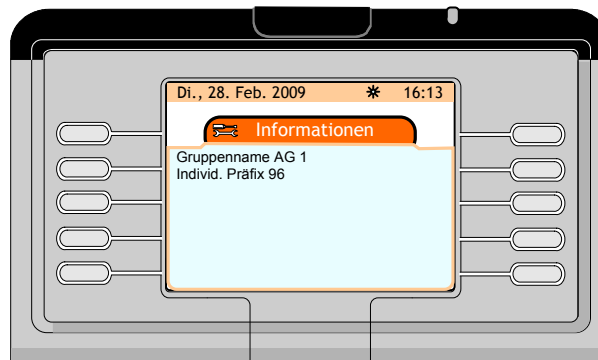 Di., 28. Feb. 2009 16:13
Informationen
Gruppenname AG 1
Individ. Präfix 96